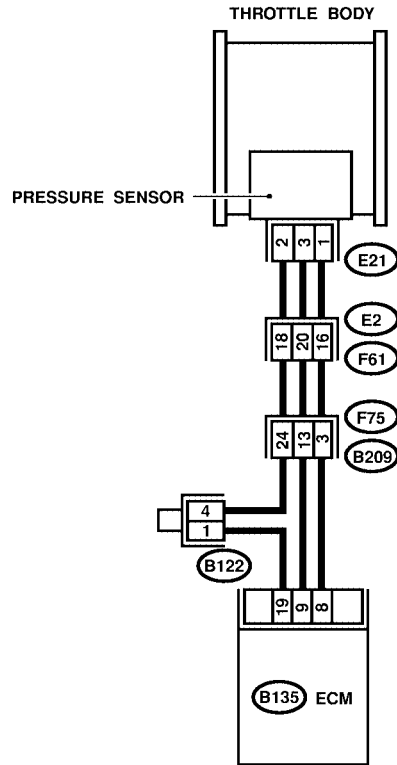 THROTTLE BODY
PRESSURE SENSOR
2 3 1
E21
E2
18 20 16
F61
F75
24 13 3
B209
4
1
B122
19 9 8
B135 ECM